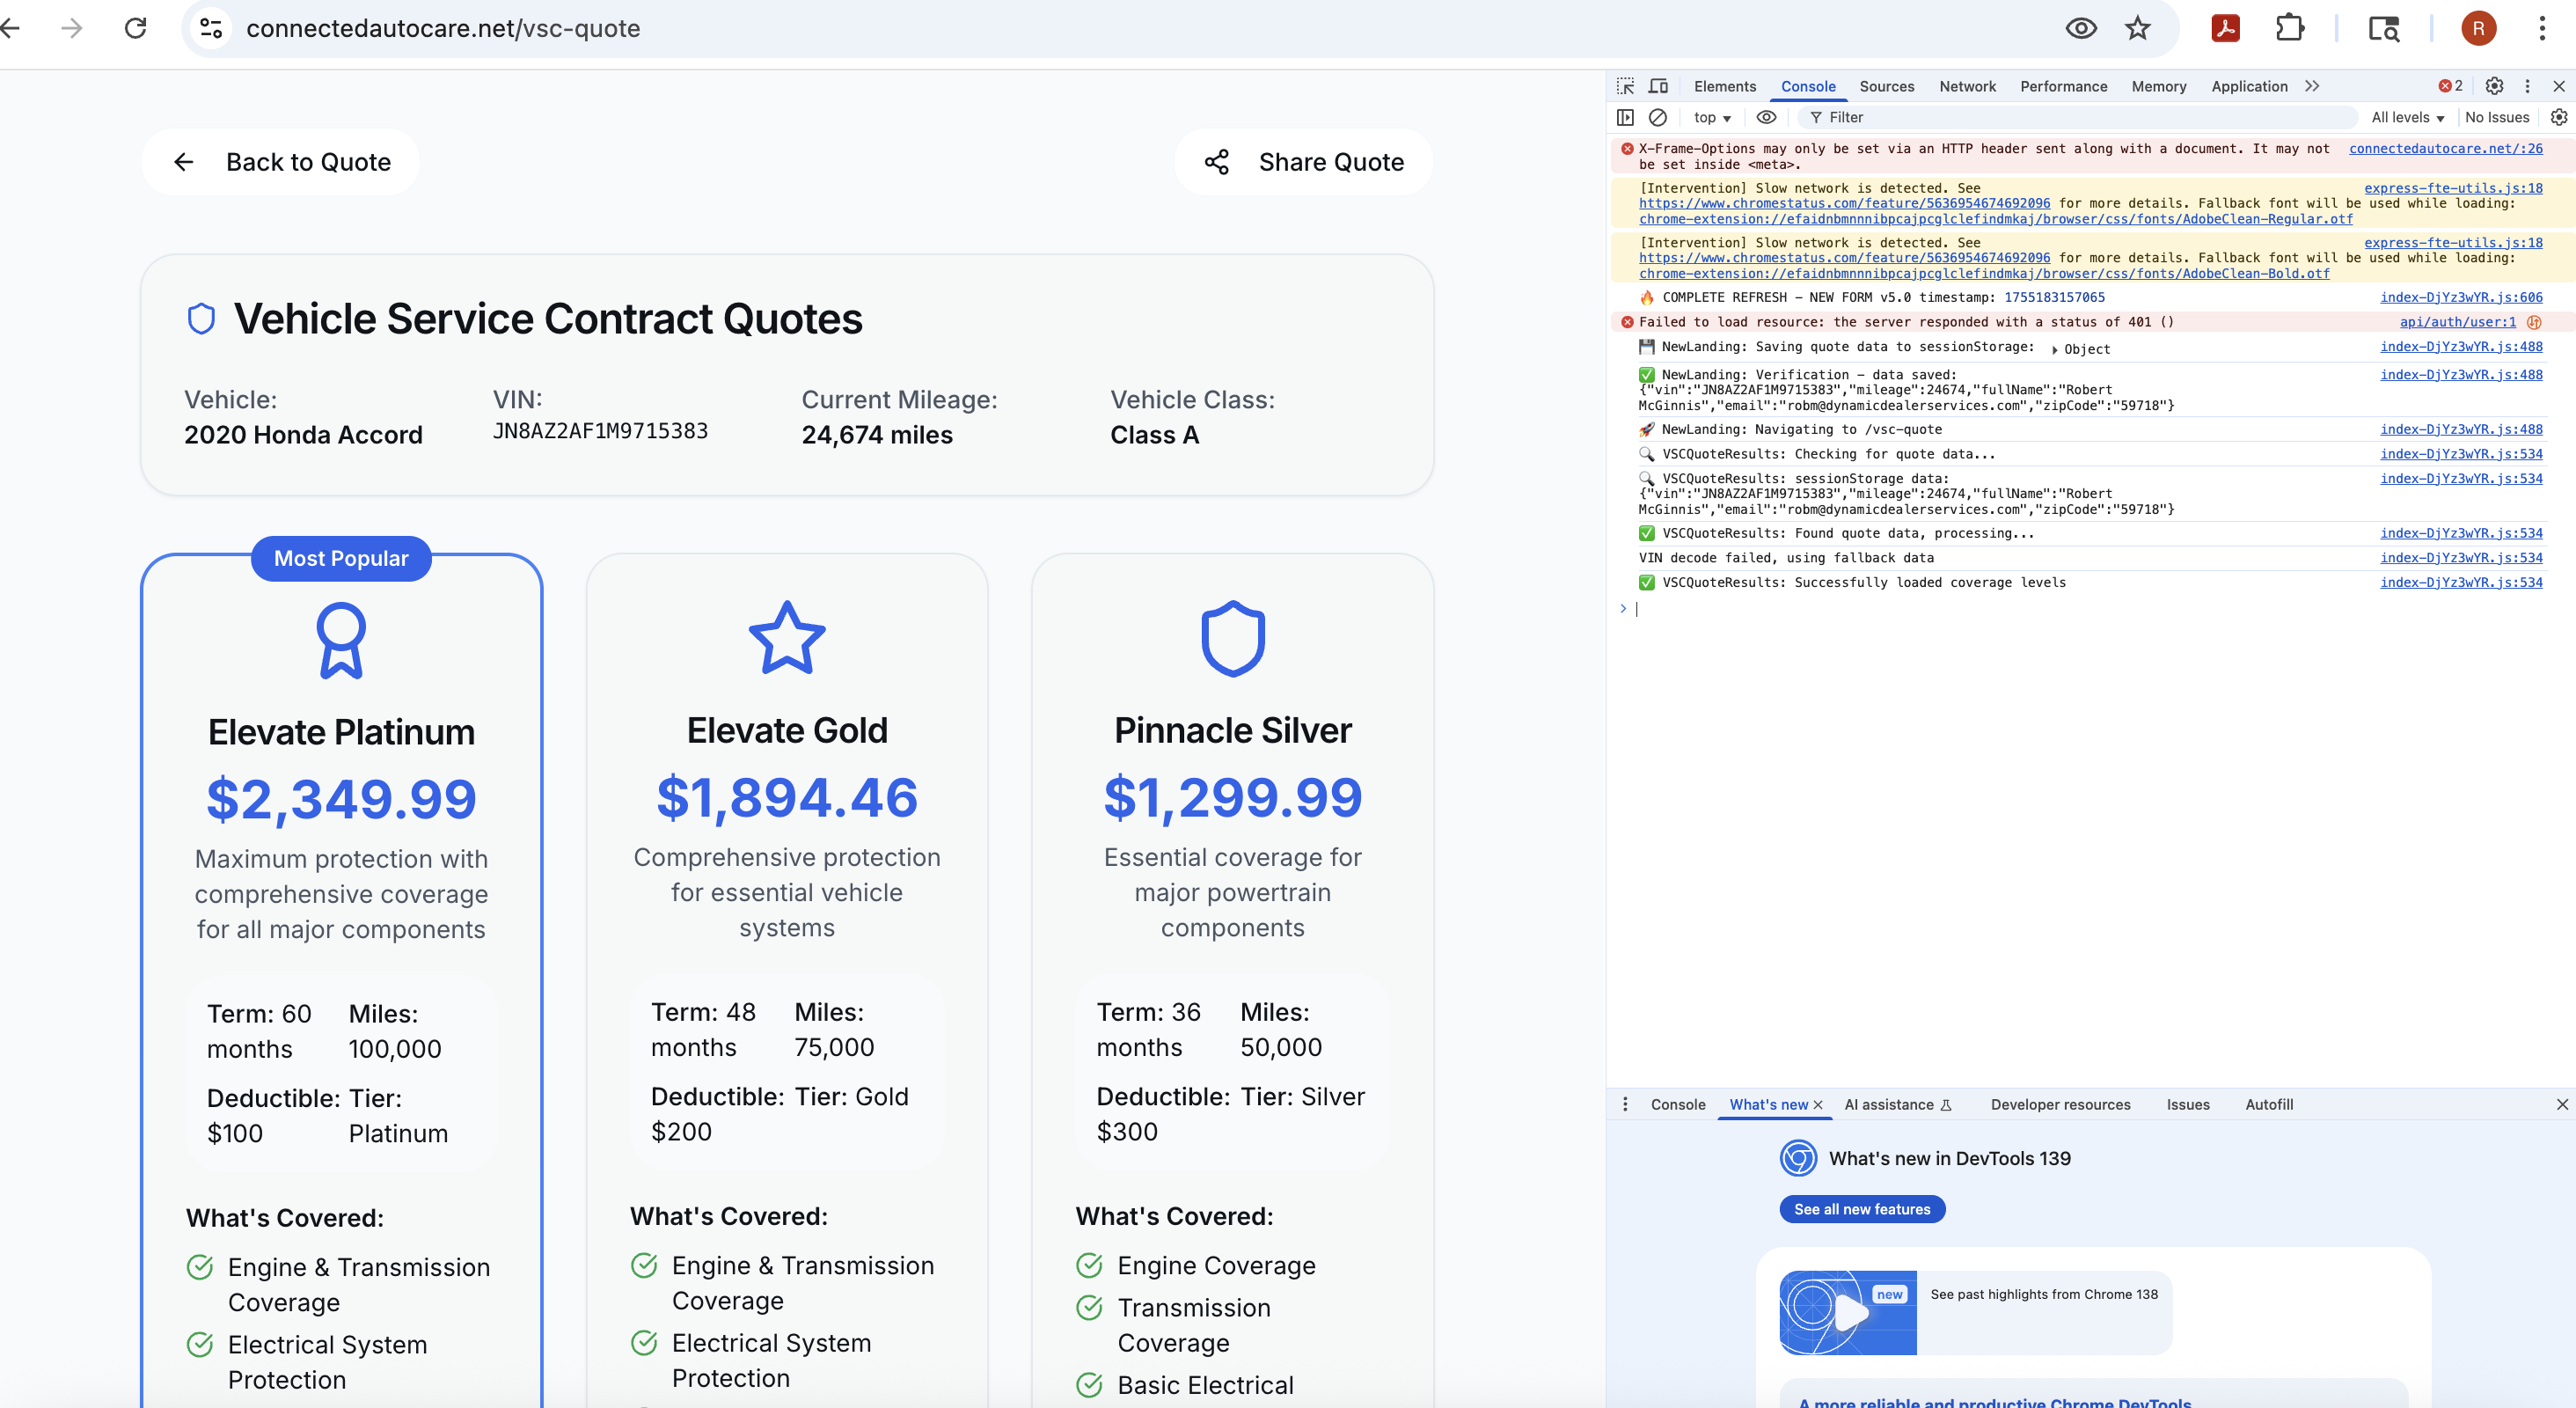 connectedautocare.net/vsc-quote
R
Back to Quote
Share Quote
Vehicle Service Contract Quotes
Vehicle:
2020 Honda Accord
VIN:
JN8AZ2AF1M9715383
Current Mileage:
24,674 miles
Vehicle Class:
Class A
Most Popular
Elevate Platinum
$2,349.99
Maximum protection with
comprehensive coverage
for all major components
Term: 60
months
Miles:
100,000
Deductible:
$100
Tier:
Platinum
What's Covered:
Engine & Transmission
Coverage
Electrical System
Protection
Elevate Gold
$1,894.46
Comprehensive protection
for essential vehicle
systems
Term: 48
months
Miles:
75,000
Deductible:
$200
Tier: Gold
What's Covered:
Engine & Transmission
Coverage
Electrical System
Protection
Pinnacle Silver
$1,299.99
Essential coverage for
major powertrain
components
Term: 36
months
Miles:
50,000
Deductible:
$300
Tier: Silver
What's Covered:
Engine Coverage
Transmission
Coverage
Basic Electrical
Elements Console Sources Network Performance Memory Application 2
top Filter All levels No Issues
X-Frame-Options may only be set via an HTTP header sent along with a document. It may not connectedautocare.net/:26
be set inside <meta>.
[Intervention] Slow network is detected. See express-fte-utils.js:18
https://www.chromestatus.com/feature/5636954674692096 for more details. Fallback font will be used while loading:
chrome-extension://efaidnbmnnnibpcajpcglclefindmkaj/browser/css/fonts/AdobeClean-Regular.otf
[Intervention] Slow network is detected. See express-fte-utils.js:18
https://www.chromestatus.com/feature/5636954674692096 for more details. Fallback font will be used while loading:
chrome-extension://efaidnbmnnnibpcajpcglclefindmkaj/browser/css/fonts/AdobeClean-Bold.otf
🔥 COMPLETE REFRESH - NEW FORM v5.0 timestamp: 1755183157065 index-DjYz3wYR.js:606
Failed to load resource: the server responded with a status of 401 () api/auth/user:1
💾 NewLanding: Saving quote data to sessionStorage: Object index-DjYz3wYR.js:488
✅ NewLanding: Verification - data saved: index-DjYz3wYR.js:488
{"vin":"JN8AZ2AF1M9715383","mileage":24674,"fullName":"Robert
McGinnis","email":"robm@dynamicdealerservices.com","zipCode":"59718"}
🚀 NewLanding: Navigating to /vsc-quote index-DjYz3wYR.js:488
🔍 VSCQuoteResults: Checking for quote data... index-DjYz3wYR.js:534
🔍 VSCQuoteResults: sessionStorage data: index-DjYz3wYR.js:534
{"vin":"JN8AZ2AF1M9715383","mileage":24674,"fullName":"Robert
McGinnis","email":"robm@dynamicdealerservices.com","zipCode":"59718"}
✅ VSCQuoteResults: Found quote data, processing... index-DjYz3wYR.js:534
VIN decode failed, using fallback data index-DjYz3wYR.js:534
✅ VSCQuoteResults: Successfully loaded coverage levels index-DjYz3wYR.js:534
Console What's new AI assistance Developer resources Issues Autofill
What's new in DevTools 139
See all new features
new
See past highlights from Chrome 138
A more reliable and productive Chrome DevTools